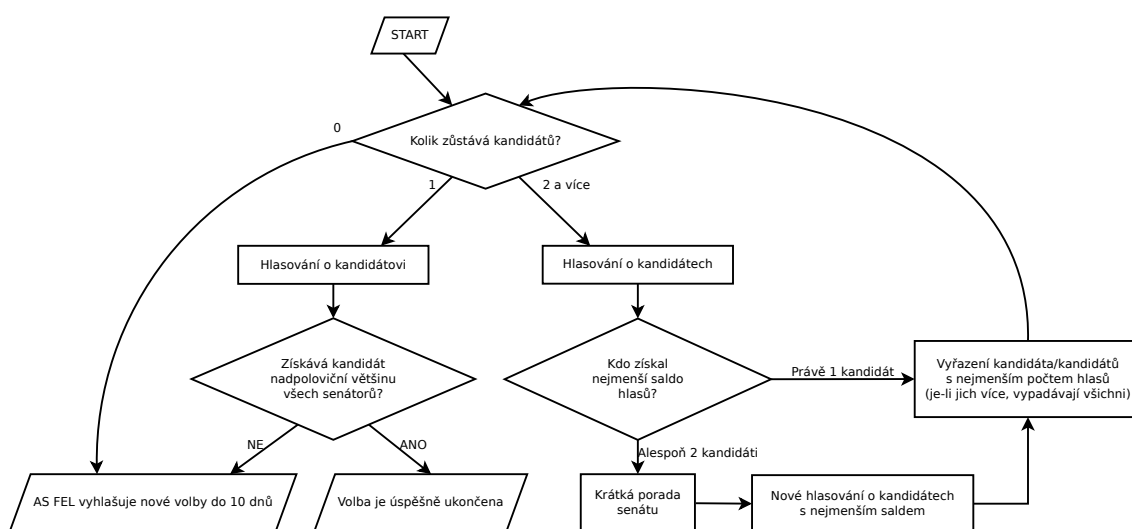 START
Kolik zůstává kandidátů?
0
1
2 a více
Hlasování o kandidátovi
Hlasování o kandidátech
Získává kandidát
nadpoloviční většinu
všech senátorů?
Kdo získal
nejmenší saldo
hlasů?
Právě 1 kandidát
Vyřazení kandidáta/kandidátů
s nejmenším počtem hlasů
(je-li jich více, vypadávají všichni)
NE
ANO
Alespoň 2 kandidáti
AS FEL vyhlašuje nové volby do 10 dnů
Volba je úspěšně ukončena
Krátká porada
senátu
Nové hlasování o kandidátech
s nejmenším saldem